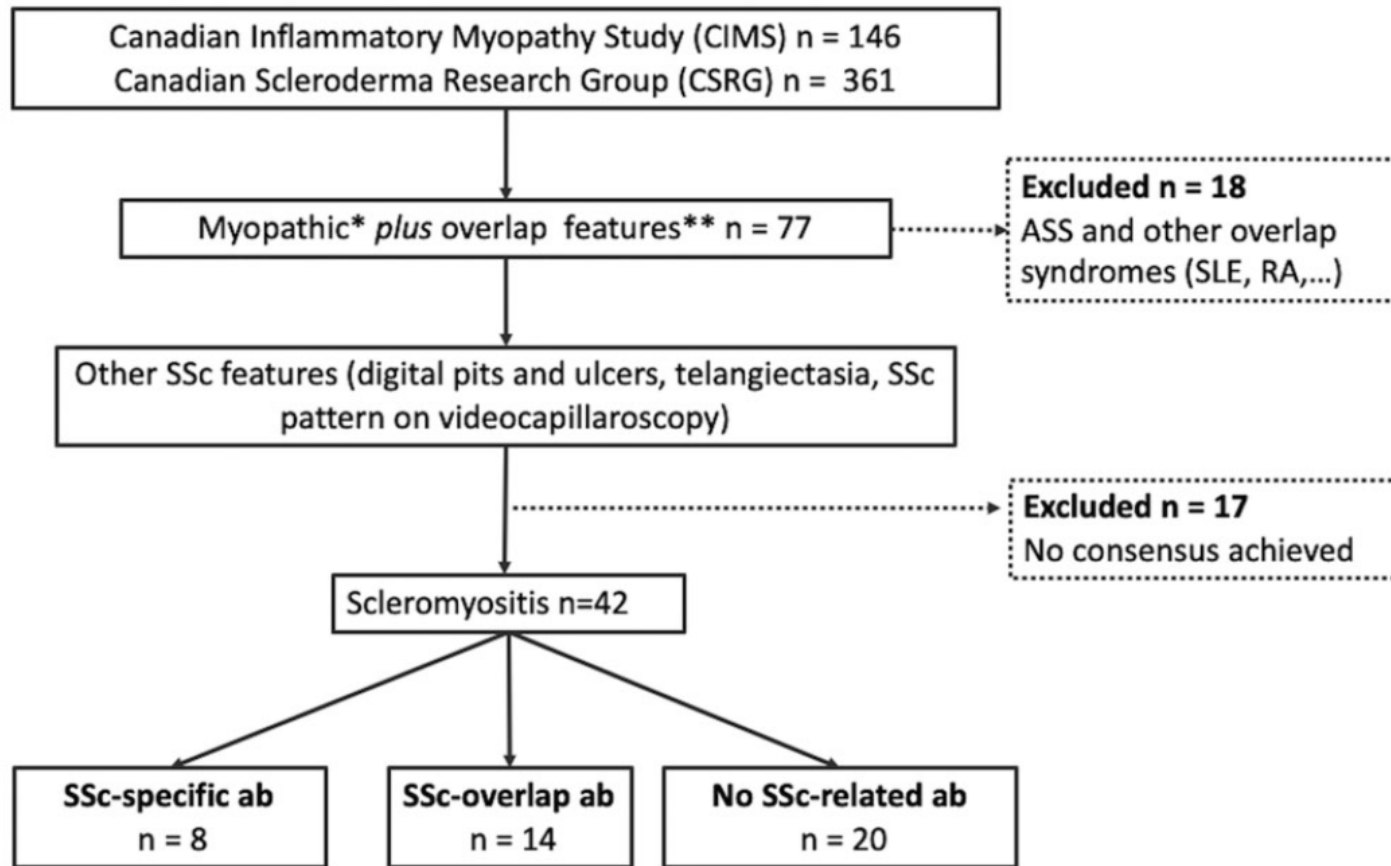 Canadian Inflammatory Myopathy Study (CIMS) n = 146
Canadian Scleroderma Research Group (CSRG) n =  361
Myopathic* plus overlap  features** n = 77
Excluded n = 18
ASS and other overlap
syndromes (SLE, RA,...)
Other SSc features (digital pits and ulcers, telangiectasia, SSc
pattern on videocapillaroscopy)
Excluded n = 17
No consensus achieved
Scleromyositis n=42
SSc-specific ab
n = 8
SSc-overlap ab
n = 14
No SSc-related ab
n = 20